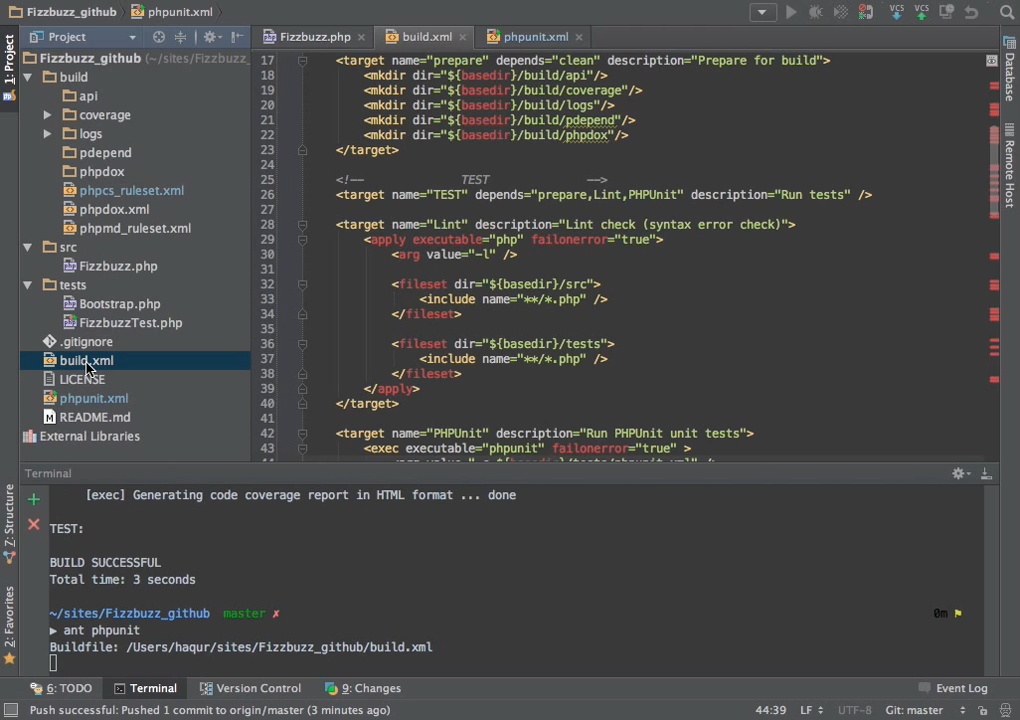 Fizzbuzz_github
phpunit.xml
1: Project
Project
Fizzbuzz_github (~/sites/Fizzbuzz_
build
api
coverage
logs
pdepend
phpdox
phpcs_ruleset.xml
phpdox.xml
phpmd_ruleset.xml
src
Fizzbuzz.php
tests
Bootstrap.php
FizzbuzzTest.php
.gitignore
build.xml
LICENSE
phpunit.xml
README.md
External Libraries
Fizzbuzz.php
build.xml
phpunit.xml
VCS
VCS
17 <target name="prepare" depends="clean" description="Prepare for build">
18 <mkdir dir="${basedir}/build/api"/>
19 <mkdir dir="${basedir}/build/coverage"/>
20 <mkdir dir="${basedir}/build/logs"/>
21 <mkdir dir="${basedir}/build/pdepend"/>
22 <mkdir dir="${basedir}/build/phpdox"/>
23 </target>
24
25 <!-- TEST -->
26 <target name="TEST" depends="prepare,Lint,PHPUnit" description="Run tests" />
27
28 <target name="Lint" description="Lint check (syntax error check)">
29 <apply executable="php" failonerror="true">
30 <arg value="-l" />
31
32 <fileset dir="${basedir}/src">
33 <include name="**/*.php" />
34 </fileset>
35
36 <fileset dir="${basedir}/tests">
37 <include name="**/*.php" />
38 </fileset>
39 </apply>
40 </target>
41
42 <target name="PHPUnit" description="Run PHPUnit unit tests">
43 <exec executable="phpunit" failonerror="true" >
Database
Remote Host
Terminal
[exec] Generating code coverage report in HTML format ... done
TEST:
BUILD SUCCESSFUL
Total time: 3 seconds
~/sites/Fizzbuzz_github master ✗
0m
▶ ant phpunit
Buildfile: /Users/haqur/sites/Fizzbuzz_github/build.xml
7: Structure
2: Favorites
6: TODO
Terminal
Version Control
9: Changes
Event Log
Push successful: Pushed 1 commit to origin/master (3 minutes ago)
44:39 LF UTF-8 Git: master